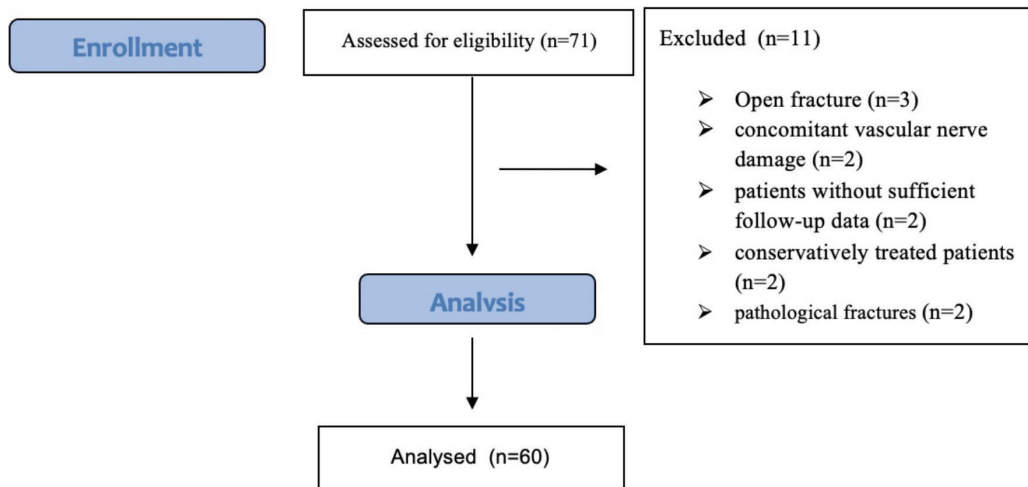 Enrollment
Assessed for eligibility (n=71)
Excluded (n=11)
➤ Open fracture (n=3)
➤ concomitant vascular nerve
damage (n=2)
➤ patients without sufficient
follow-up data (n=2)
➤ conservatively treated patients
(n=2)
➤ pathological fractures (n=2)
Analysis
Analysed (n=60)